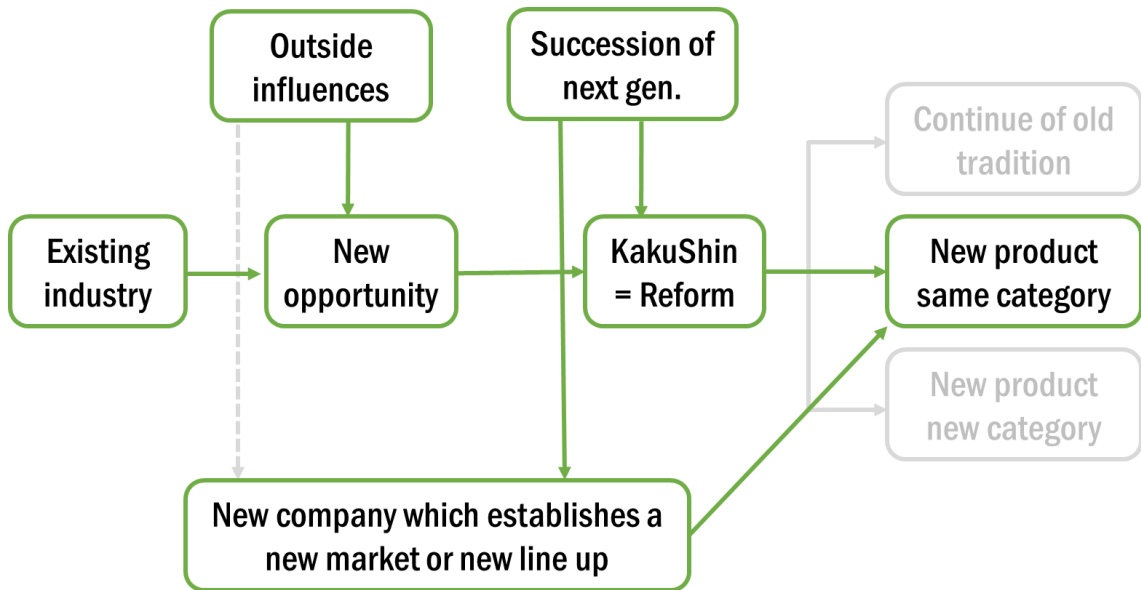 Outside
influences
Succession of
next gen.
Continue of old
tradition
Existing
industry
New
opportunity
KakuShin
= Reform
New product
same category
New product
new category
New company which establishes a
new market or new line up